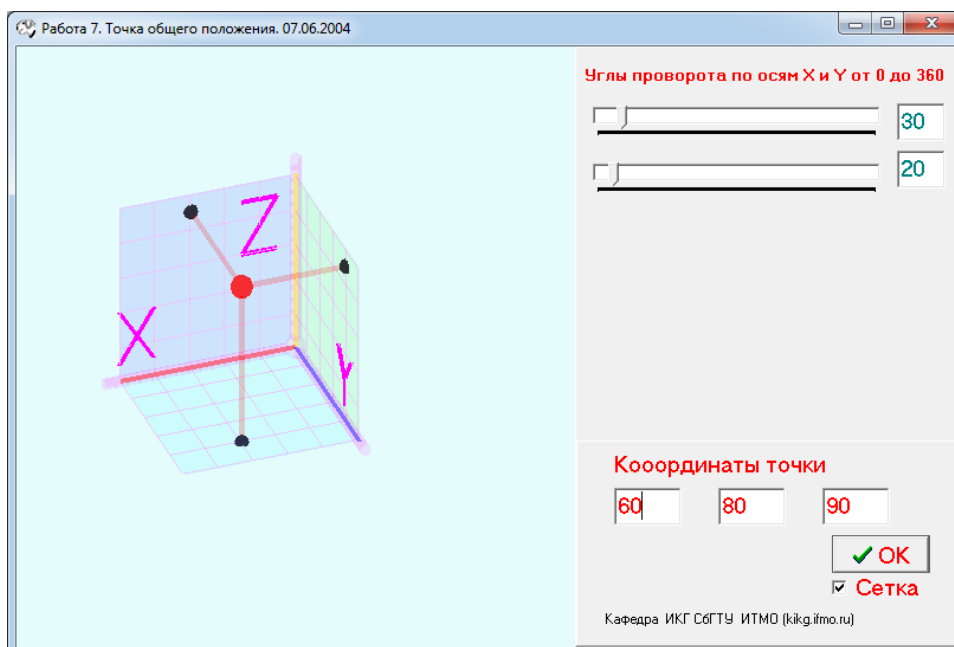 Работа 7. Точка общего положения. 07.06.2004
Углы проворота по осям X и Y от 0 до 360
30
20
Z
X
Y
Кооординаты точки
60 80 90
OK
Сетка
Кафедра ИКГ СбГТУ ИТМО (kikg.ifmo.ru)